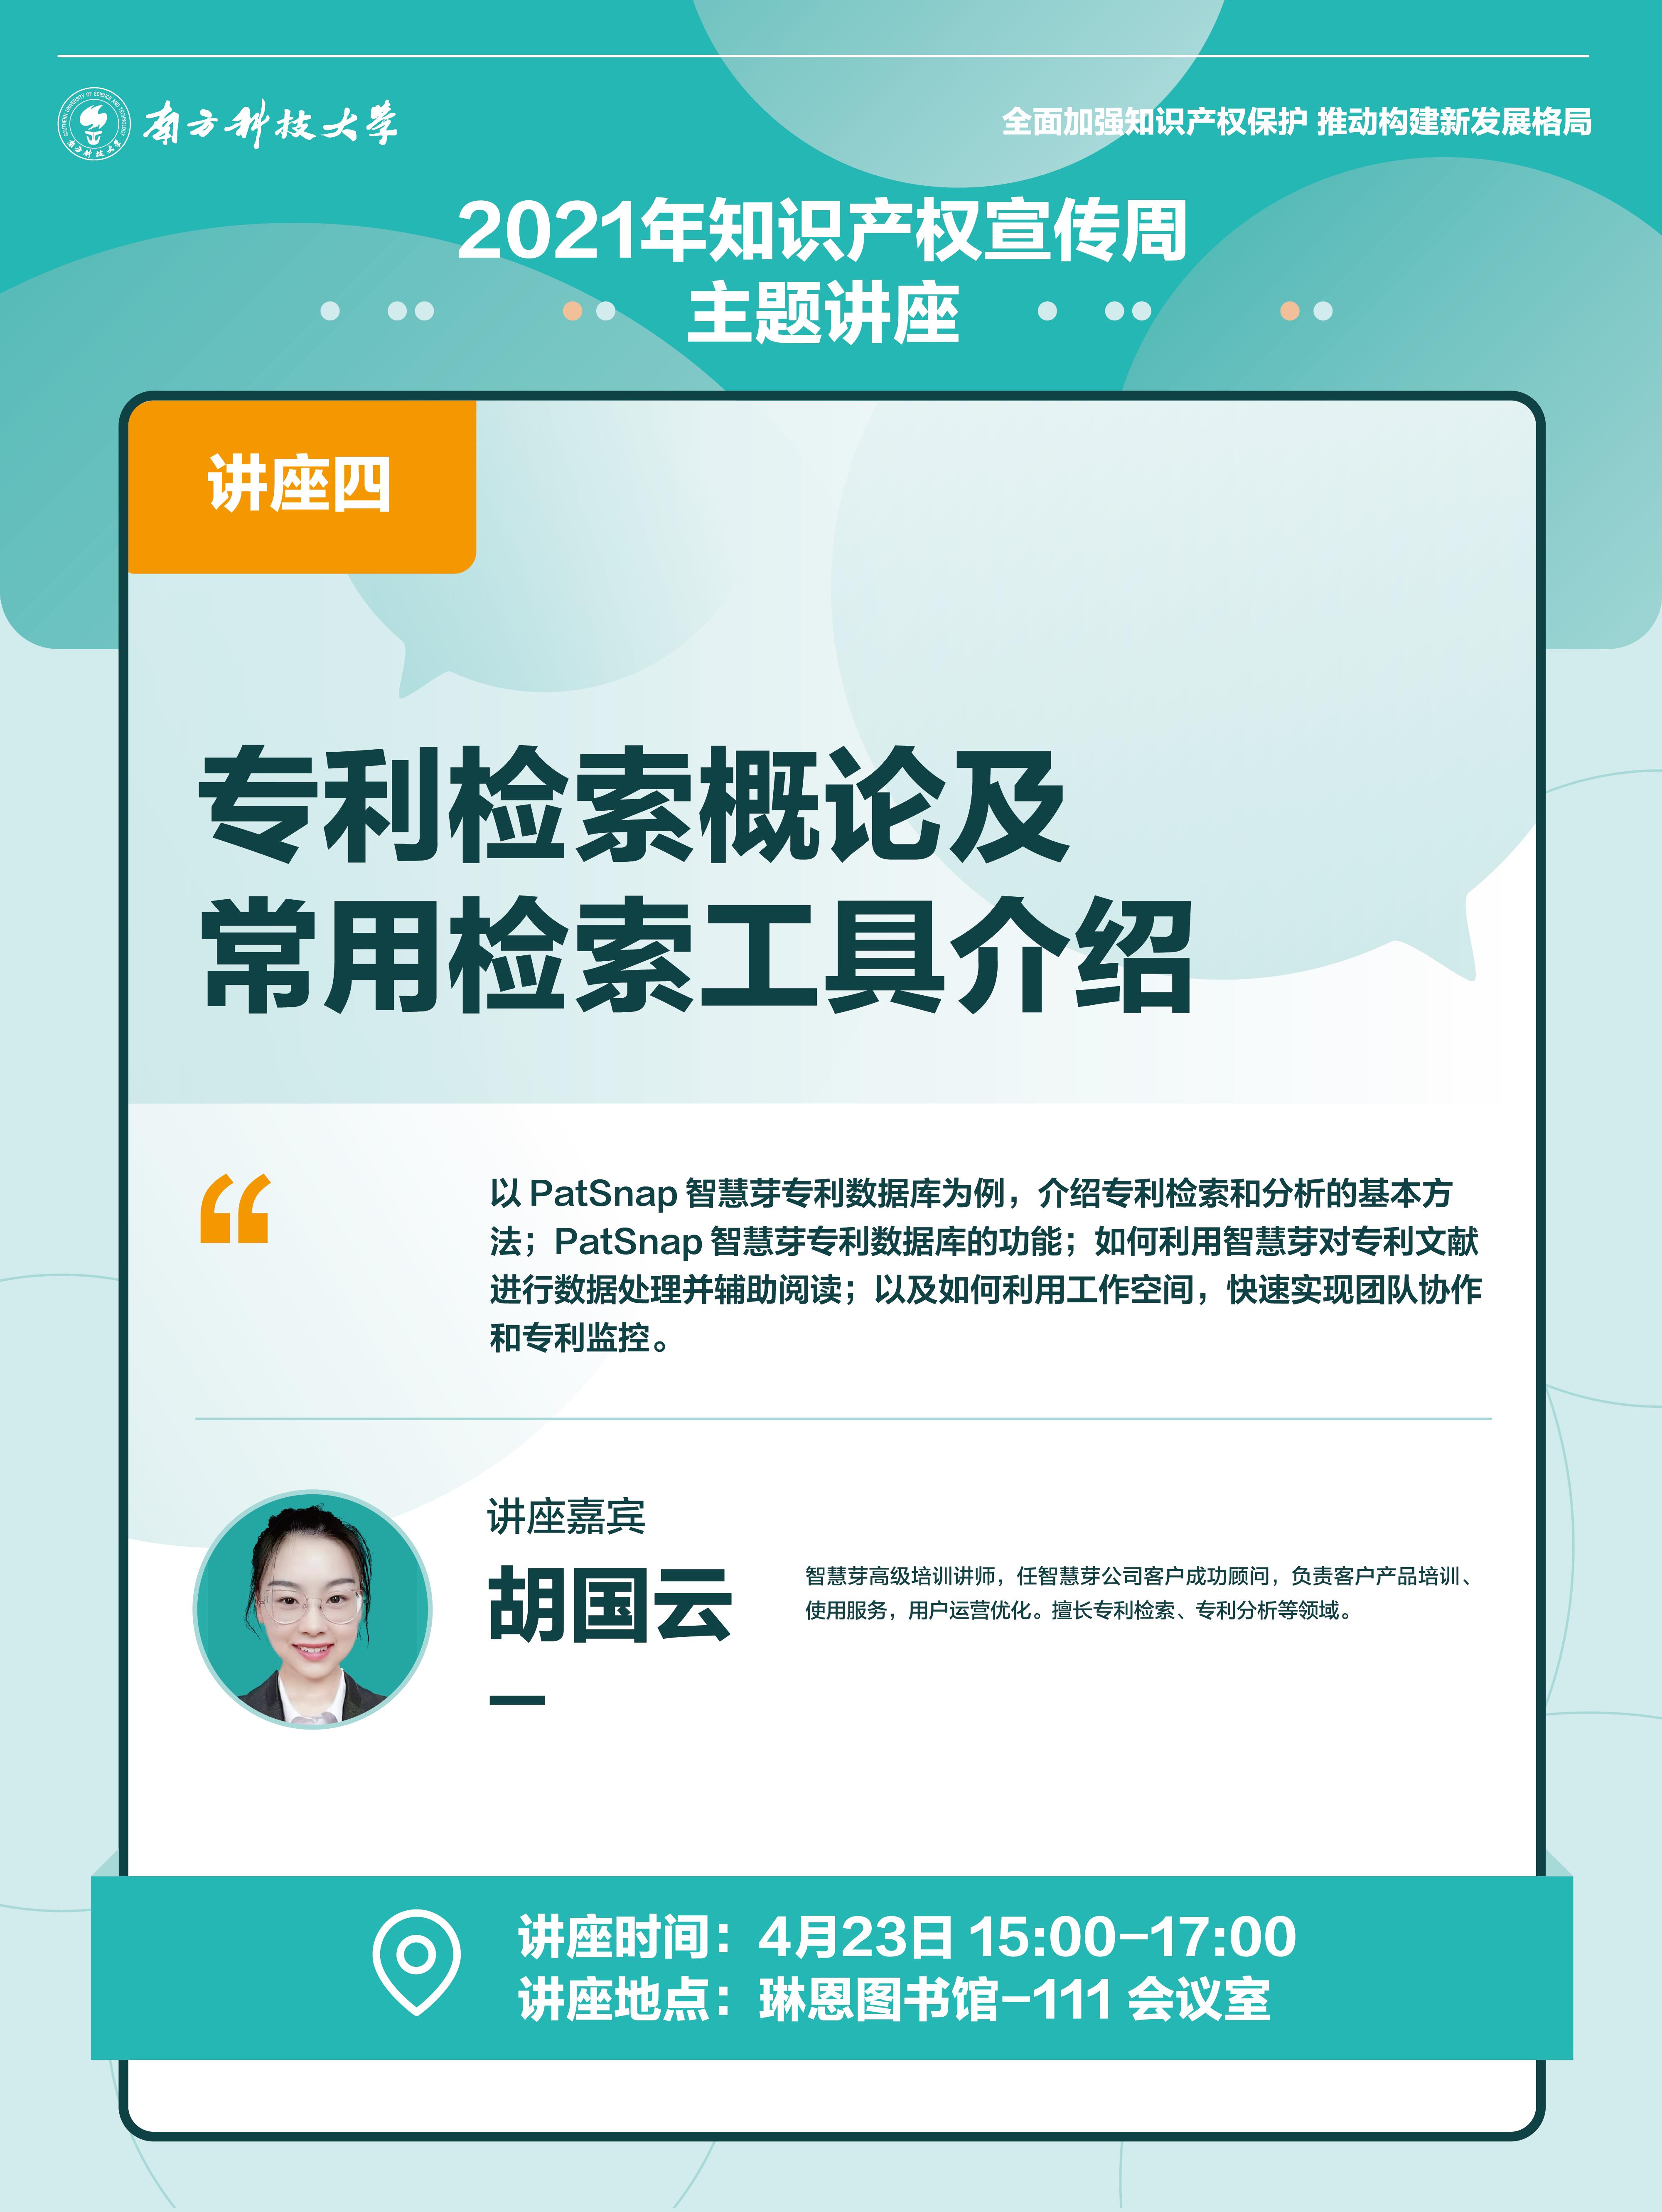 SOUTHERN UNIVERSITY OF SCIENCE AND TECHNOLOGY
南方科技大学
南方科技大学
全面加强知识产权保护 推动构建新发展格局
2021年知识产权宣传周
主题讲座
讲座四
专利检索概论及
常用检索工具介绍
“
以 PatSnap 智慧芽专利数据库为例，介绍专利检索和分析的基本方
法；PatSnap 智慧芽专利数据库的功能；如何利用智慧芽对专利文献
进行数据处理并辅助阅读；以及如何利用工作空间，快速实现团队协作
和专利监控。
讲座嘉宾
胡国云
智慧芽高级培训讲师，任智慧芽公司客户成功顾问，负责客户产品培训、
使用服务，用户运营优化。擅长专利检索、专利分析等领域。
讲座时间：4月23日 15:00-17:00
讲座地点：琳恩图书馆-111 会议室